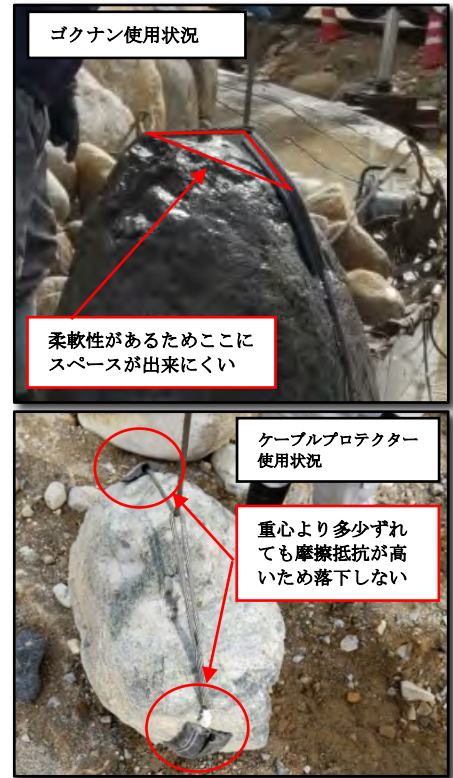 ゴクナン使用状況
柔軟性があるためここに
スペースが出来にくい
ケーブルプロテクター
使用状況
重心より多少ずれ
ても摩擦抵抗が高
いため落下しない